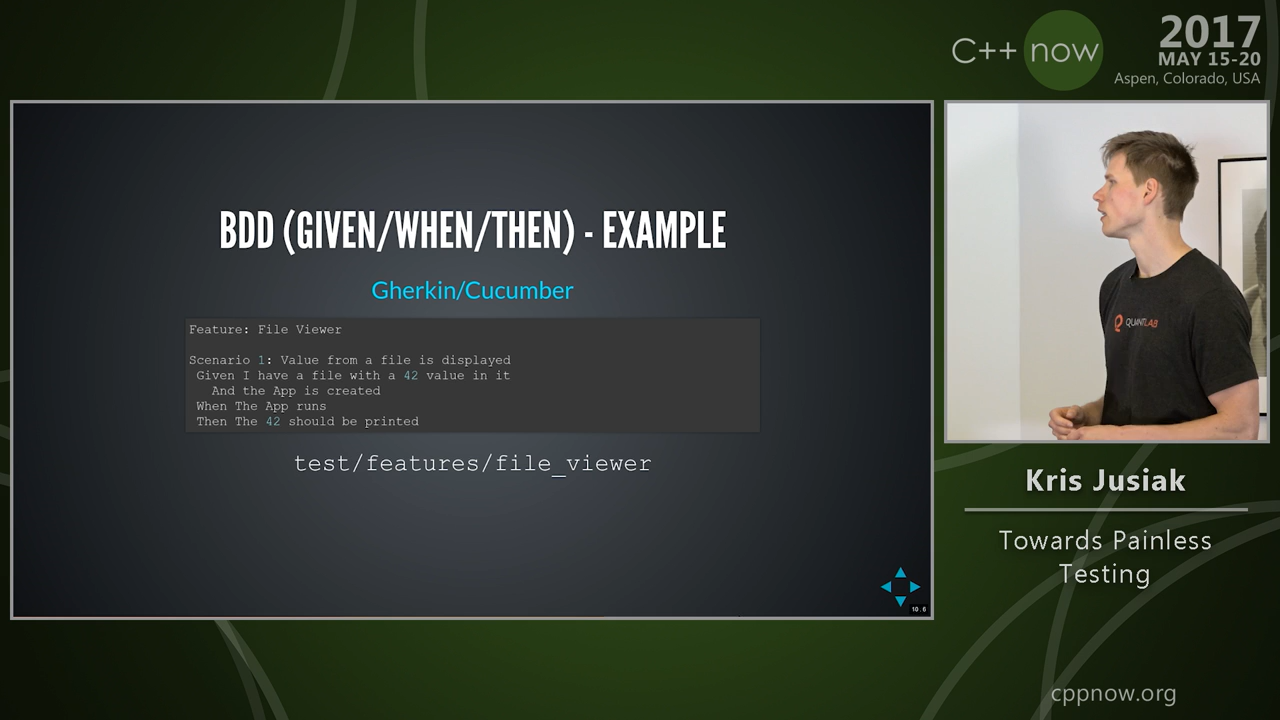 C++ now
2017
MAY 15-20
Aspen, Colorado, USA
BDD (GIVEN/WHEN/THEN) - EXAMPLE
Gherkin/Cucumber
Feature: File Viewer
Scenario 1: Value from a file is displayed
Given I have a file with a 42 value in it
And the App is created
When The App runs
Then The 42 should be printed
test/features/file_viewer
10.6
QUANTLAB
Kris Jusiak
Towards Painless
Testing
cppnow.org